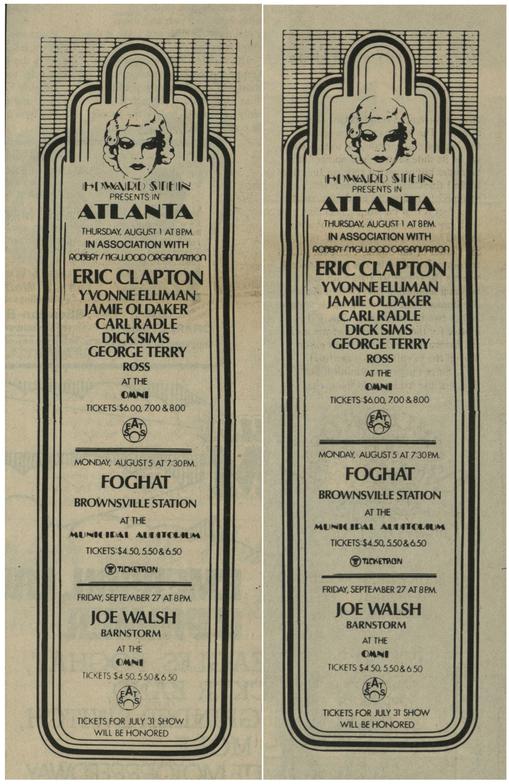 HOWARD STEIN
PRESENTS IN
ATLANTA
THURSDAY, AUGUST 1 AT 8 P.M.
IN ASSOCIATION WITH
ROBERT STIGWOOD ORGANISATION
ERIC CLAPTON
YVONNE ELLIMAN
JAMIE OLDAKER
CARL RADLE
DICK SIMS
GEORGE TERRY
ROSS
AT THE
OMNI
TICKETS $6.00, 7.00 & 8.00
SEATS
MONDAY, AUGUST 5 AT 7:30 P.M.
FOGHAT
BROWNSVILLE STATION
AT THE
MUNICIPAL AUDITORIUM
TICKETS: $4.50, 5.50 & 6.50
TICKETRON
FRIDAY, SEPTEMBER 27 AT 8 P.M.
JOE WALSH
BARNSTORM
AT THE
OMNI
TICKETS $4.50, 5.50 & 6.50
SEATS
TICKETS FOR JULY 31 SHOW
WILL BE HONORED
HOWARD STEIN
PRESENTS IN
ATLANTA
THURSDAY, AUGUST 1 AT 8 P.M.
IN ASSOCIATION WITH
ROBERT STIGWOOD ORGANISATION
ERIC CLAPTON
YVONNE ELLIMAN
JAMIE OLDAKER
CARL RADLE
DICK SIMS
GEORGE TERRY
ROSS
AT THE
OMNI
TICKETS $6.00, 7.00 & 8.00
SEATS
MONDAY, AUGUST 5 AT 7:30 P.M.
FOGHAT
BROWNSVILLE STATION
AT THE
MUNICIPAL AUDITORIUM
TICKETS: $4.50, 5.50 & 6.50
TICKETRON
FRIDAY, SEPTEMBER 27 AT 8 P.M.
JOE WALSH
BARNSTORM
AT THE
OMNI
TICKETS $4.50, 5.50 & 6.50
SEATS
TICKETS FOR JULY 31 SHOW
WILL BE HONORED